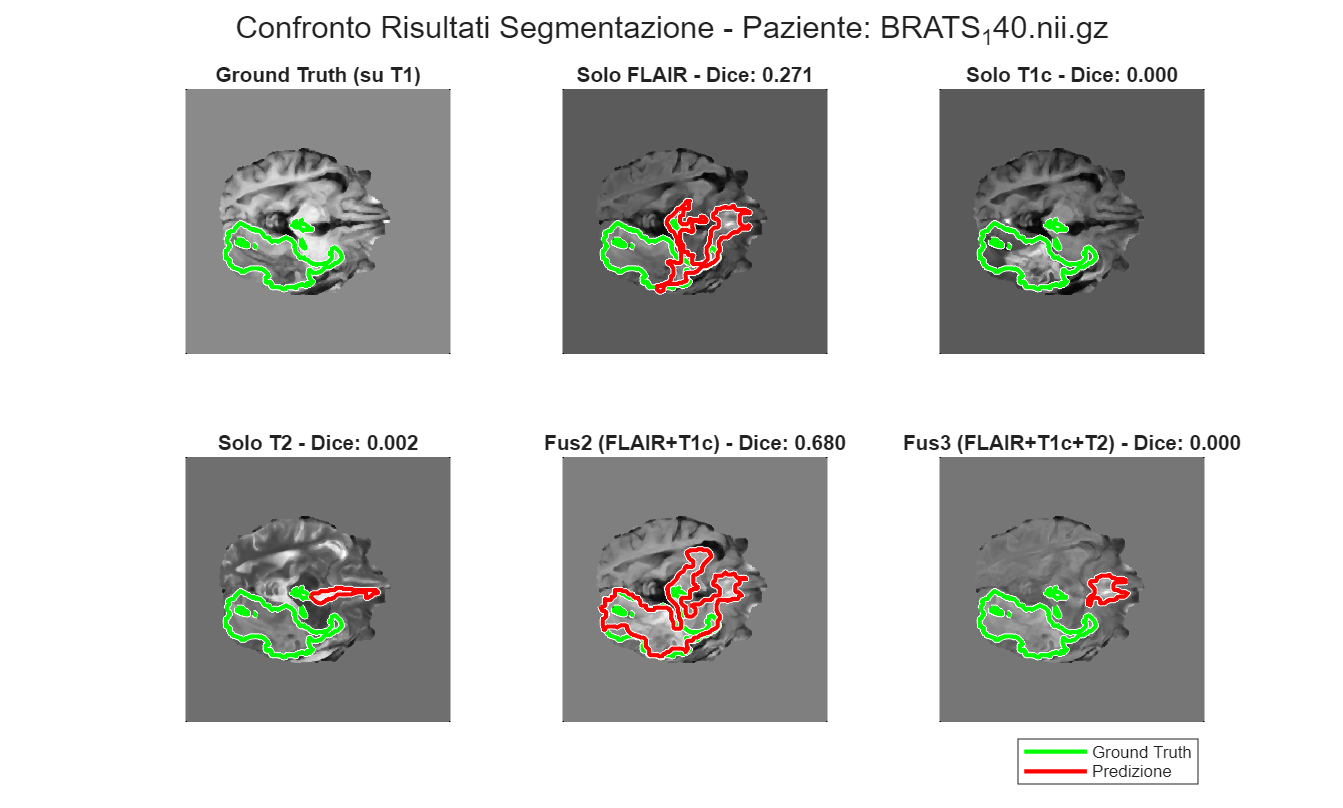 Confronto Risultati Segmentazione - Paziente: BRATS₁40.nii.gz
Ground Truth (su T1)
Solo FLAIR - Dice: 0.271
Solo T1c - Dice: 0.000
Solo T2 - Dice: 0.002
Fus2 (FLAIR+T1c) - Dice: 0.680
Fus3 (FLAIR+T1c+T2) - Dice: 0.000
Ground Truth
Predizione